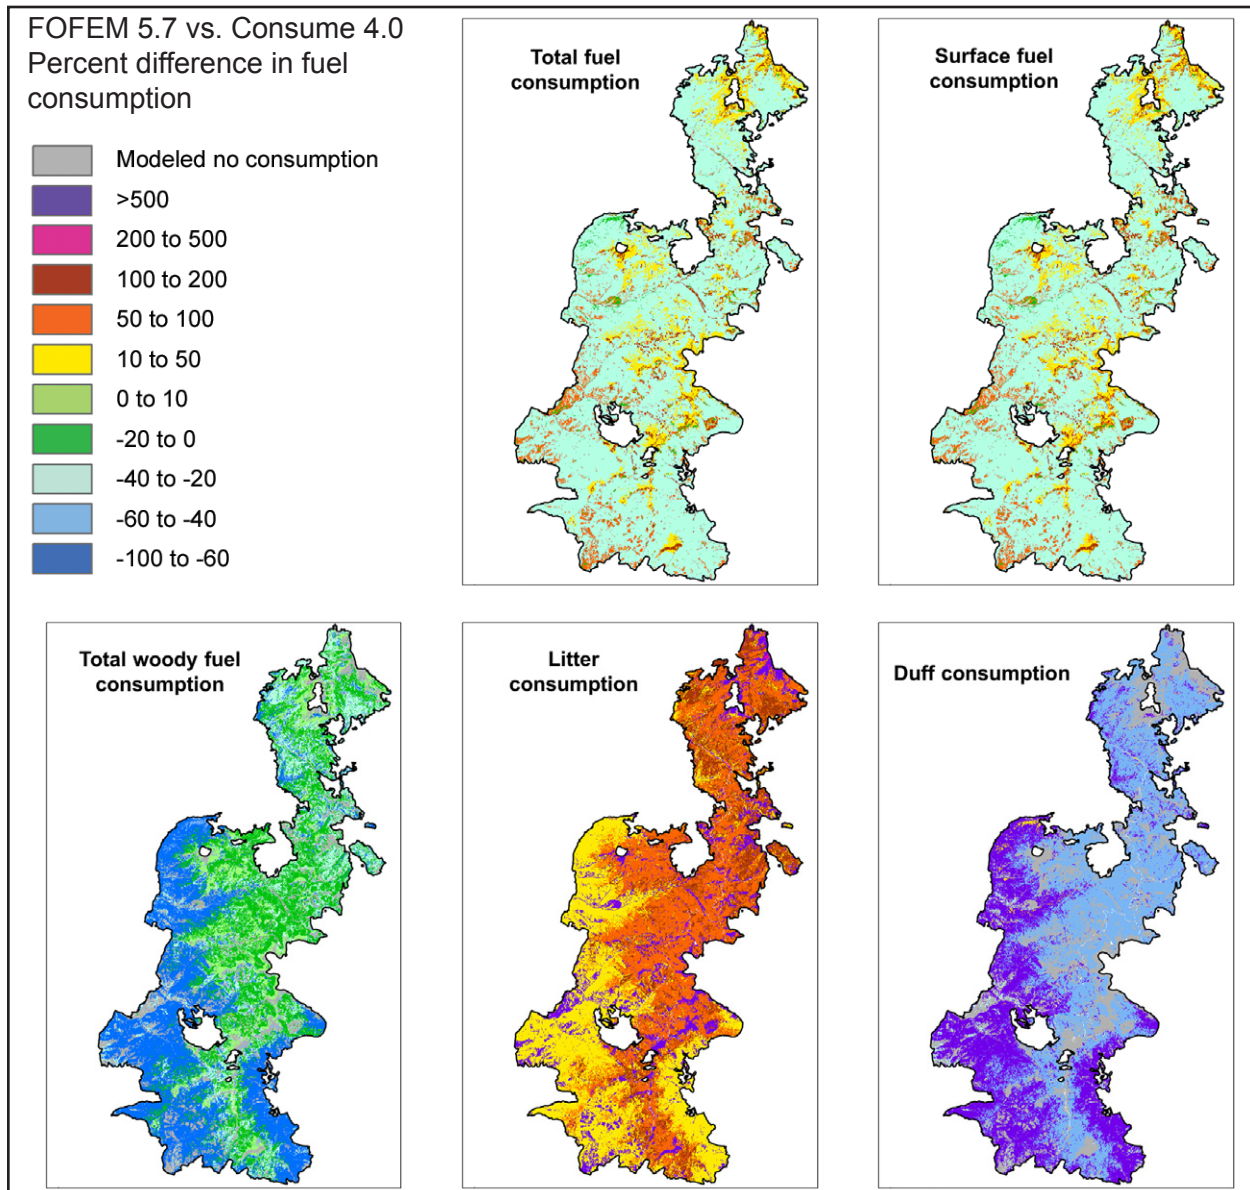 FOFEM 5.7 vs. Consume 4.0
Percent difference in fuel
consumption
Modeled no consumption
>500
200 to 500
100 to 200
50 to 100
10 to 50
0 to 10
-20 to 0
-40 to -20
-60 to -40
-100 to -60
Total fuel
consumption
Surface fuel
consumption
Total woody fuel
consumption
Litter
consumption
Duff consumption